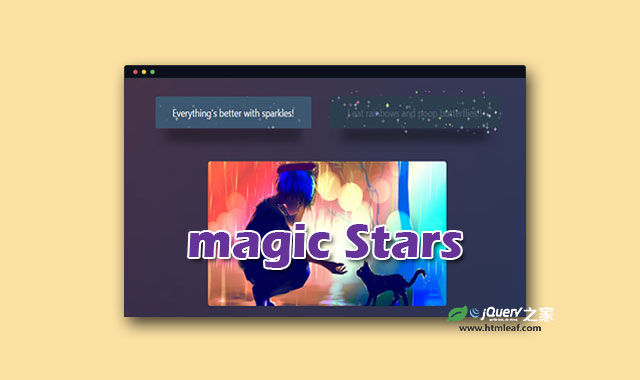 Everything's better with sparkles!
I eat rainbows and poop butterflies!
magic Stars
jQuery之家
www.htmleaf.com